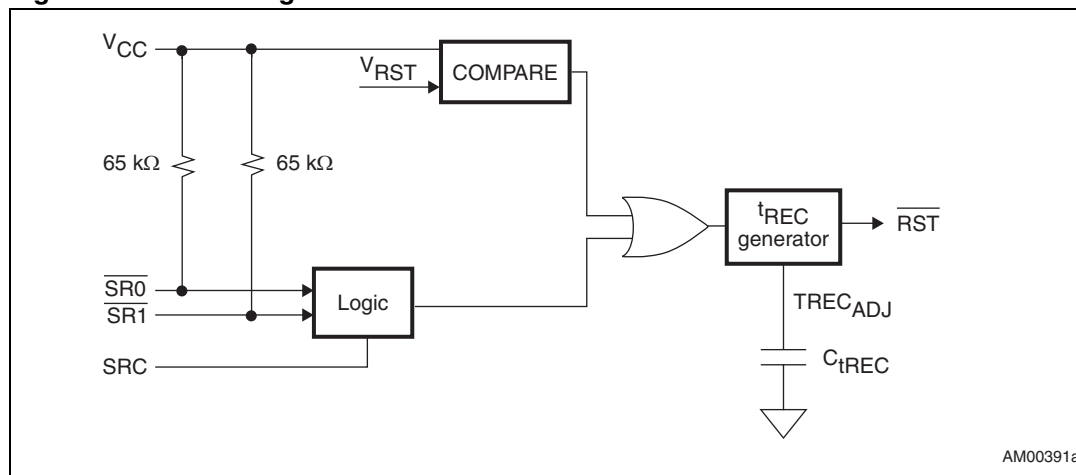 VCC
VRST
COMPARE
65 kΩ
65 kΩ
tREC
generator
RST
SR0
SR1
Logic
SRC
TRECADJ
CtREC
AM00391a